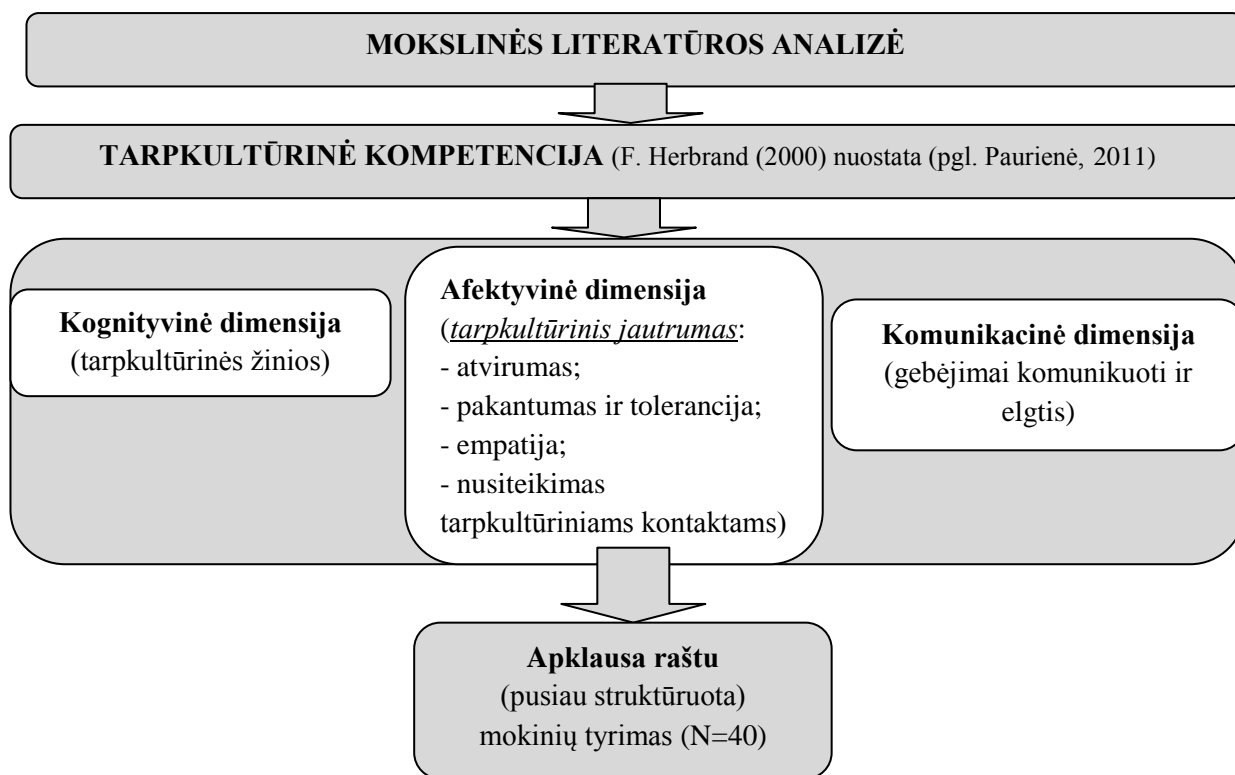 MOKSLINĖS LITERATŪROS ANALIZĖ
TARPKULTŪRINĖ KOMPETENCIJA (F. Herbrand (2000) nuostata (pgl. Paurienė, 2011)
Kognityvinė dimensija
(tarpkultūrinės žinios)
Afektyvinė dimensija
(tarpkultūrinis jautrumas:
- atvirumas;
- pakantumas ir tolerancija;
- empatija;
- nusiteikimas
tarpkultūriniams kontaktams)
Komunikacinė dimensija
(gebėjimai komunikuoti ir
elgtis)
Apklausa raštu
(pusiau struktūruota)
mokinių tyrimas (N=40)